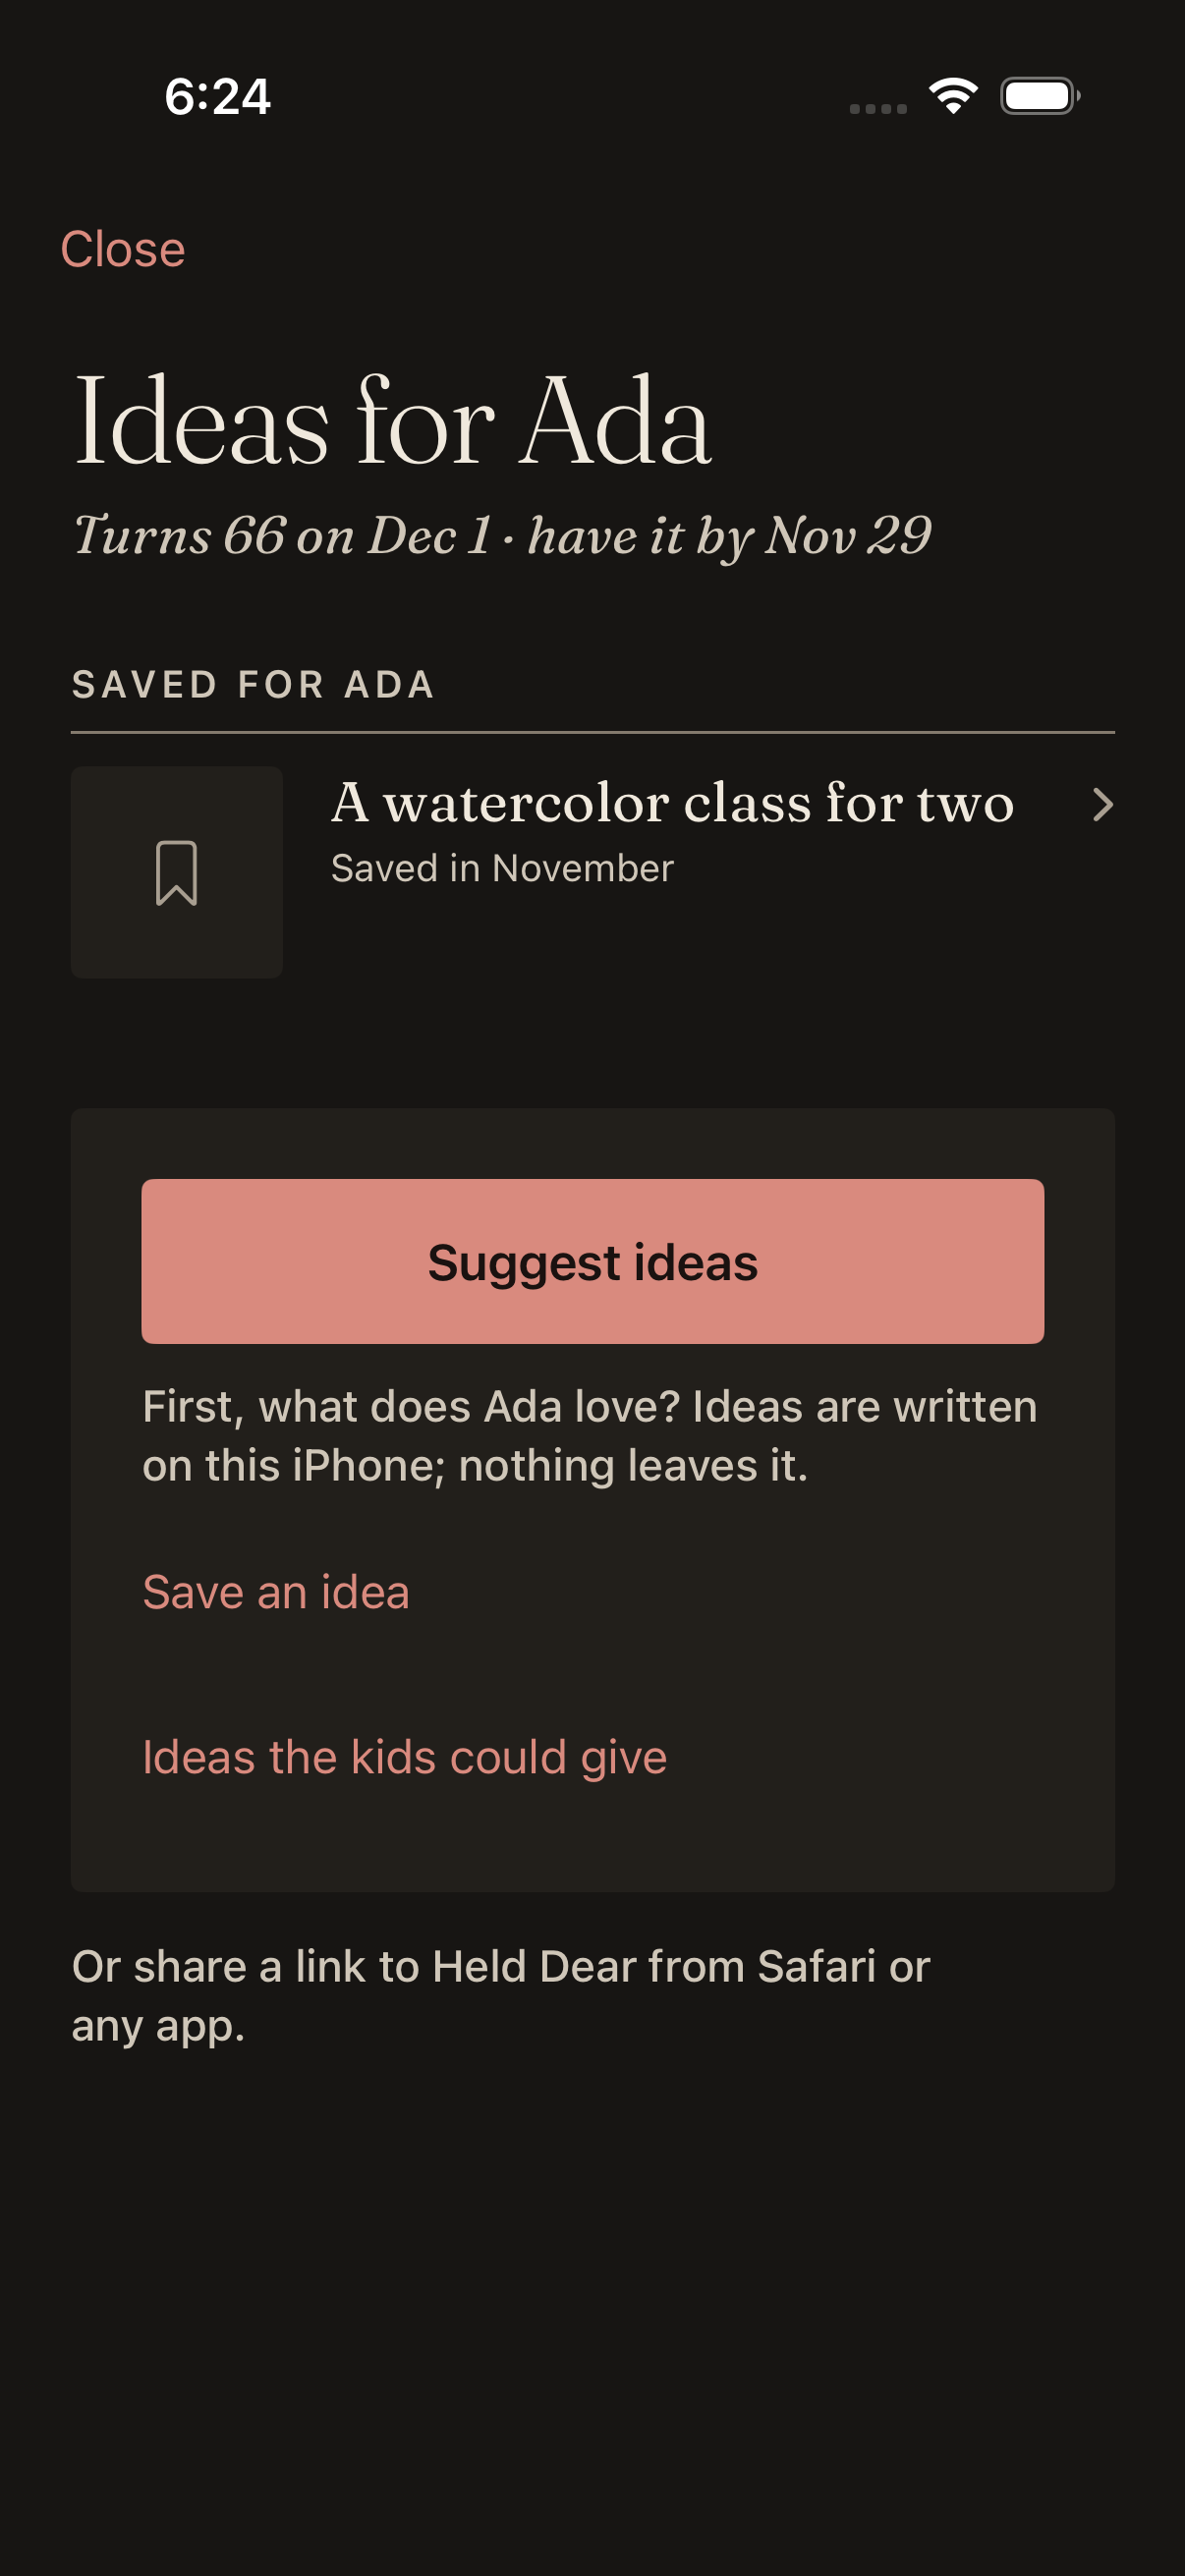 6:24
Close
Ideas for Ada
Turns 66 on Dec 1 · have it by Nov 29
SAVED FOR ADA
A watercolor class for two
Saved in November
Suggest ideas
First, what does Ada love? Ideas are written
on this iPhone; nothing leaves it.
Save an idea
Ideas the kids could give
Or share a link to Held Dear from Safari or
any app.